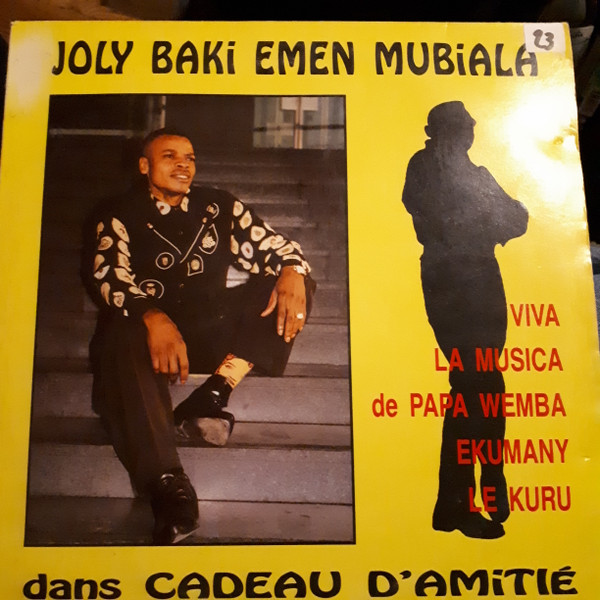 JOLY BAKi EMEN MUBiALA
23
VIVA
LA MUSICA
de PAPA WEMBA
EKUMANY
LE KURU
dans CADEAU D'AMiTIÉ